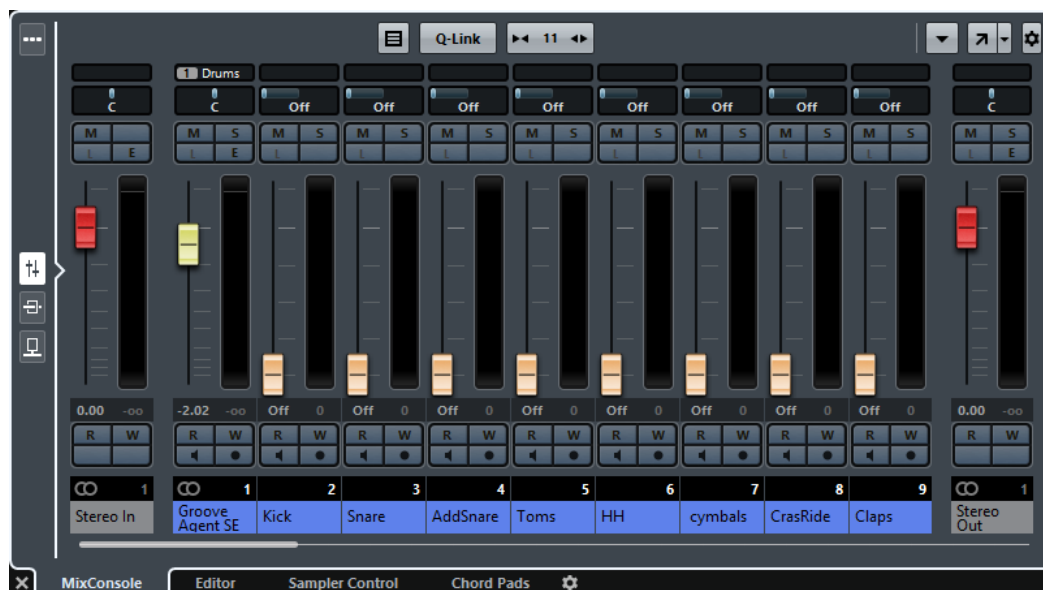 Q-Link 11
1 Drums
C C Off Off Off Off Off Off Off Off C
M M S M S M S M S M S M S M S M S M S M S
L E L E L L L L L L L L L E
0.00 -oo -2.02 -oo Off 0 Off 0 Off 0 Off 0 Off 0 Off 0 Off 0 Off 0 0.00 -oo
R W R W R W R W R W R W R W R W R W R W R W
1 1 2 3 4 5 6 7 8 9 1
Stereo In Groove Agent SE Kick Snare AddSnare Toms HH cymbals CrasRide Claps Stereo Out
MixConsole Editor Sampler Control Chord Pads